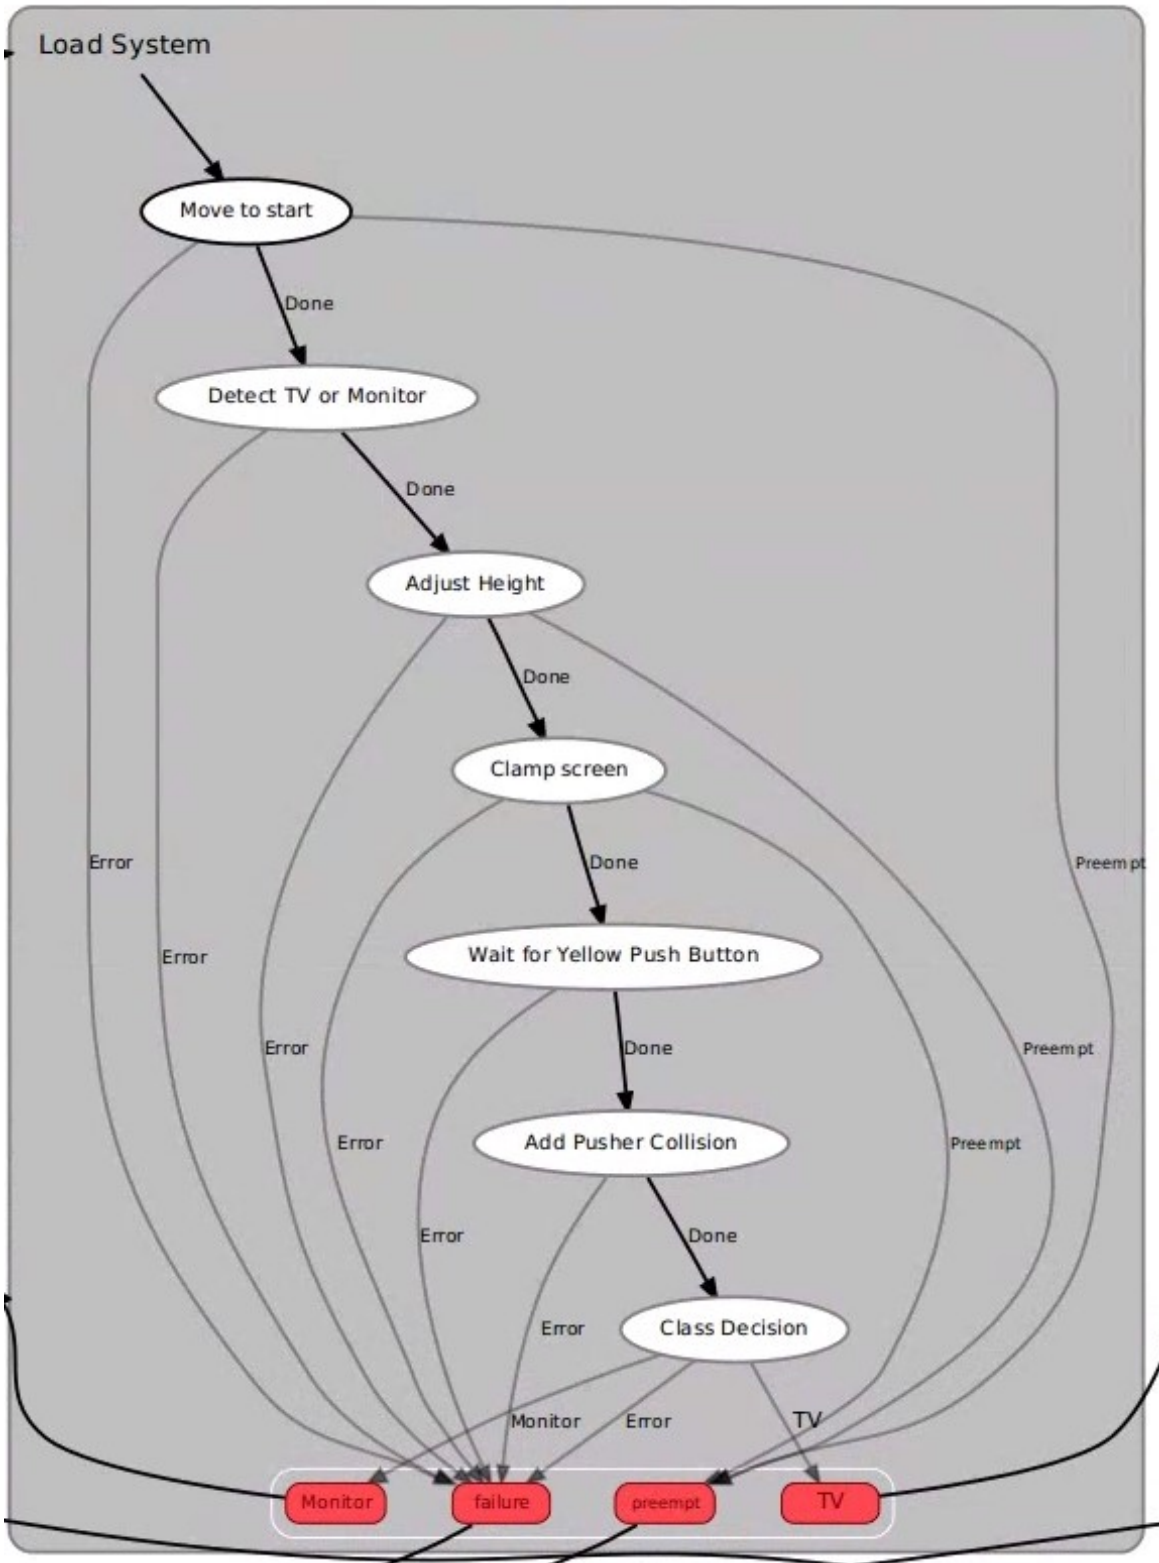 Load System
Move to start
Done
Detect TV or Monitor
Done
Adjust Height
Done
Clamp screen
Error
Done
Preempt
Error
Wait for Yellow Push Button
Error
Done
Preempt
Error
Add Pusher Collision
Preempt
Error
Done
Error
Class Decision
Monitor
Error
TV
Monitor
failure
preempt
TV